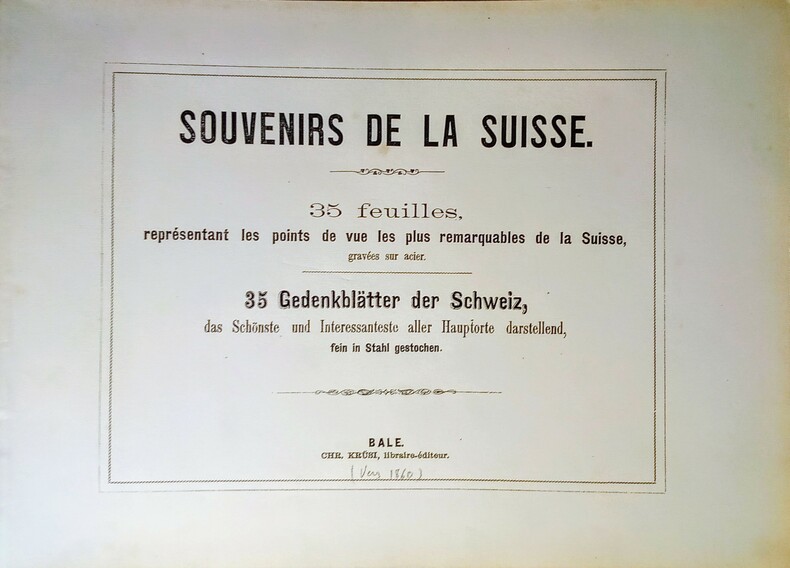 SOUVENIRS DE LA SUISSE.
35 feuilles,
représentant les points de vue les plus remarquables de la Suisse,
gravées sur acier.
35 Gedenkblätter der Schweiz,
das Schönste und Interessanteste aller Hauptorte darstellend,
fein in Stahl gestochen.
BALE.
CHR. KRÜSI, libraire-éditeur.
(Vers 1860)